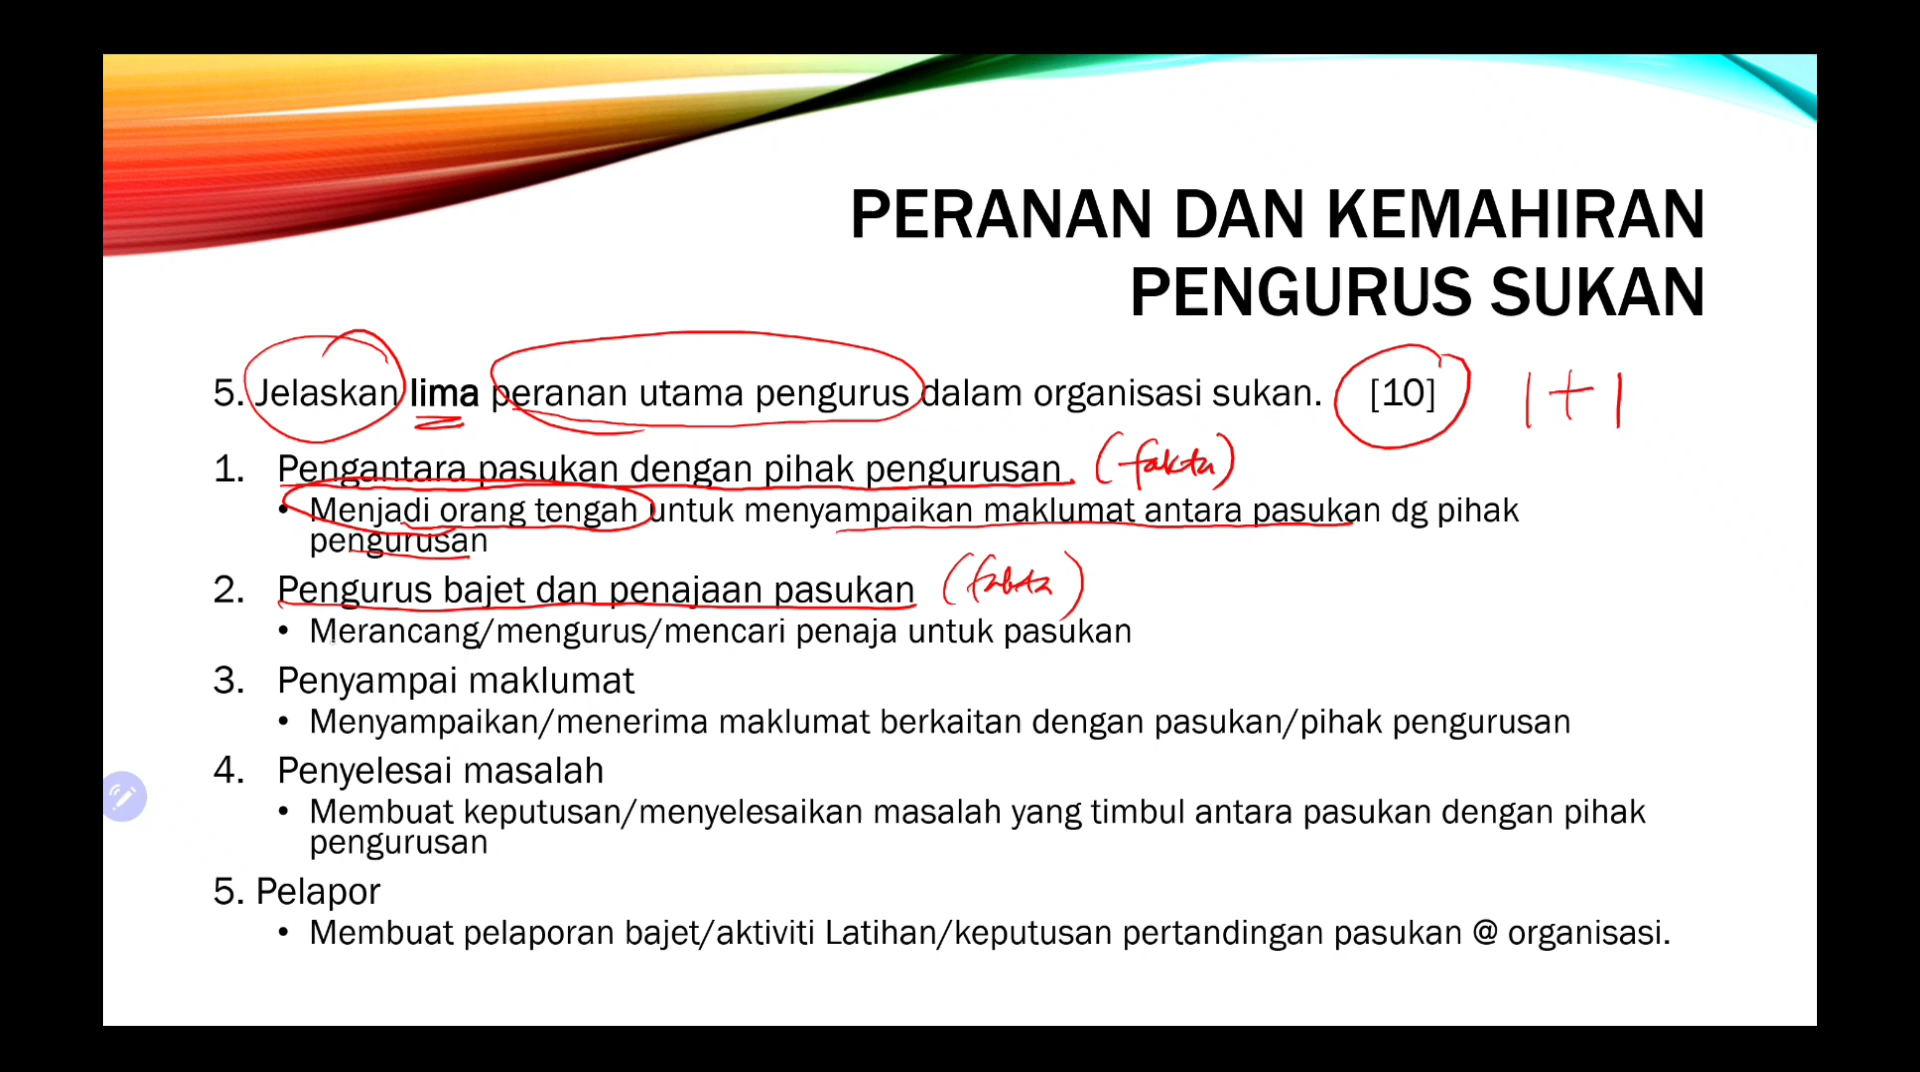 PERANAN DAN KEMAHIRAN
PENGURUS SUKAN
5. Jelaskan lima peranan utama pengurus dalam organisasi sukan. [10] 1+1
1. Pengantara pasukan dengan pihak pengurusan. (fakta)
• Menjadi orang tengah untuk menyampaikan maklumat antara pasukan dg pihak
pengurusan
2. Pengurus bajet dan penajaan pasukan (fakta)
• Merancang/mengurus/mencari penaja untuk pasukan
3. Penyampai maklumat
• Menyampaikan/menerima maklumat berkaitan dengan pasukan/pihak pengurusan
4. Penyelesai masalah
• Membuat keputusan/menyelesaikan masalah yang timbul antara pasukan dengan pihak
pengurusan
5. Pelapor
• Membuat pelaporan bajet/aktiviti Latihan/keputusan pertandingan pasukan @ organisasi.